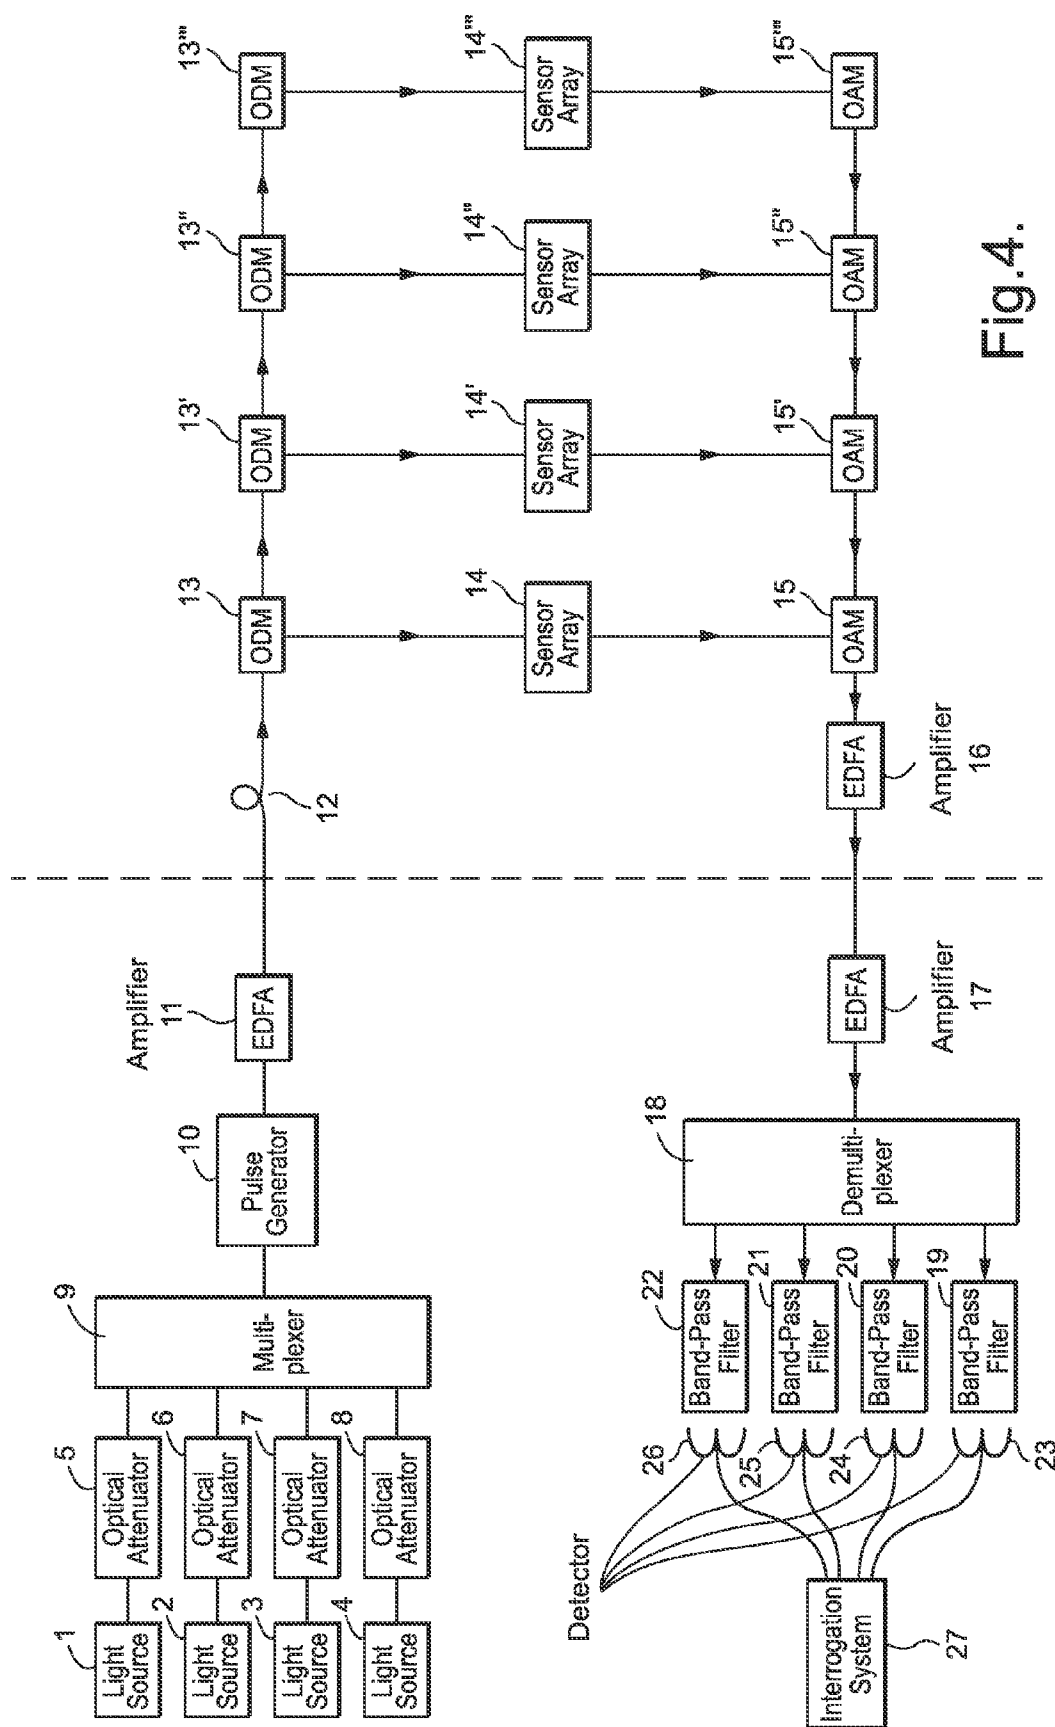 1
Light
Source
2
Light
Source
3
Light
Source
4
Light
Source
5
Optical
Attenuator
6
Optical
Attenuator
7
Optical
Attenuator
8
Optical
Attenuator
9
Multi-
plexer
10
Pulse
Generator
Amplifier
11
EDFA
12
13
ODM
13'
ODM
13"
ODM
13'''
ODM
14
Sensor
Array
14'
Sensor
Array
14"
Sensor
Array
14'''
Sensor
Array
15
OAM
15'
OAM
15"
OAM
15'''
OAM
EDFA
Amplifier
16
EDFA
Amplifier
17
18
Demulti-
plexer
22
Band-Pass
Filter
21
Band-Pass
Filter
20
Band-Pass
Filter
19
Band-Pass
Filter
26
25
24
23
Detector
Interrogation
System
27
Fig.4.